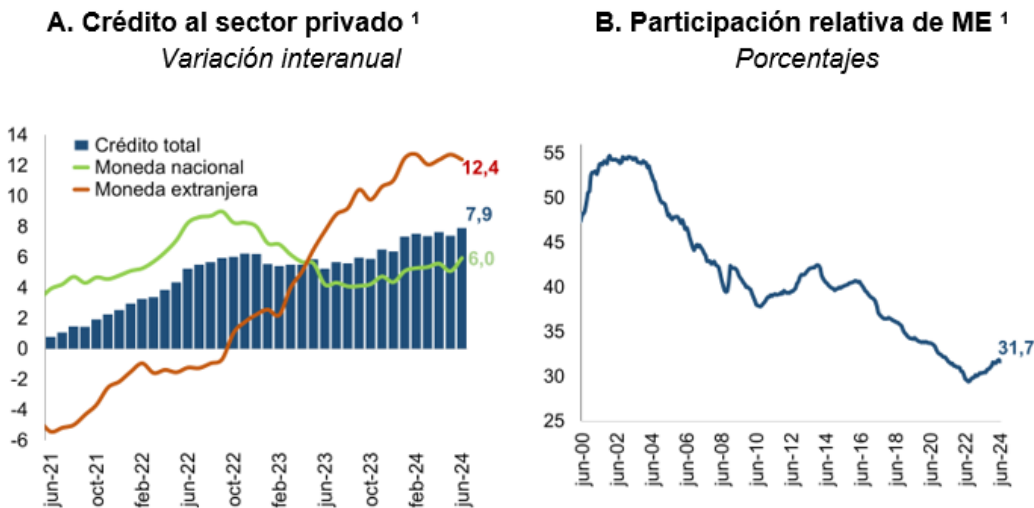 A. Crédito al sector privado ¹
Variación interanual
14
12
10
8
6
4
2
0
-2
-4
-6
Crédito total
Moneda nacional
Moneda extranjera
12,4
7,9
6,0
jun-21
oct-21
feb-22
jun-22
oct-22
feb-23
jun-23
oct-23
feb-24
jun-24
B. Participación relativa de ME ¹
Porcentajes
55
50
45
40
35
30
25
31,7
jun-00
jun-02
jun-04
jun-06
jun-08
jun-10
jun-12
jun-14
jun-16
jun-18
jun-20
jun-22
jun-24